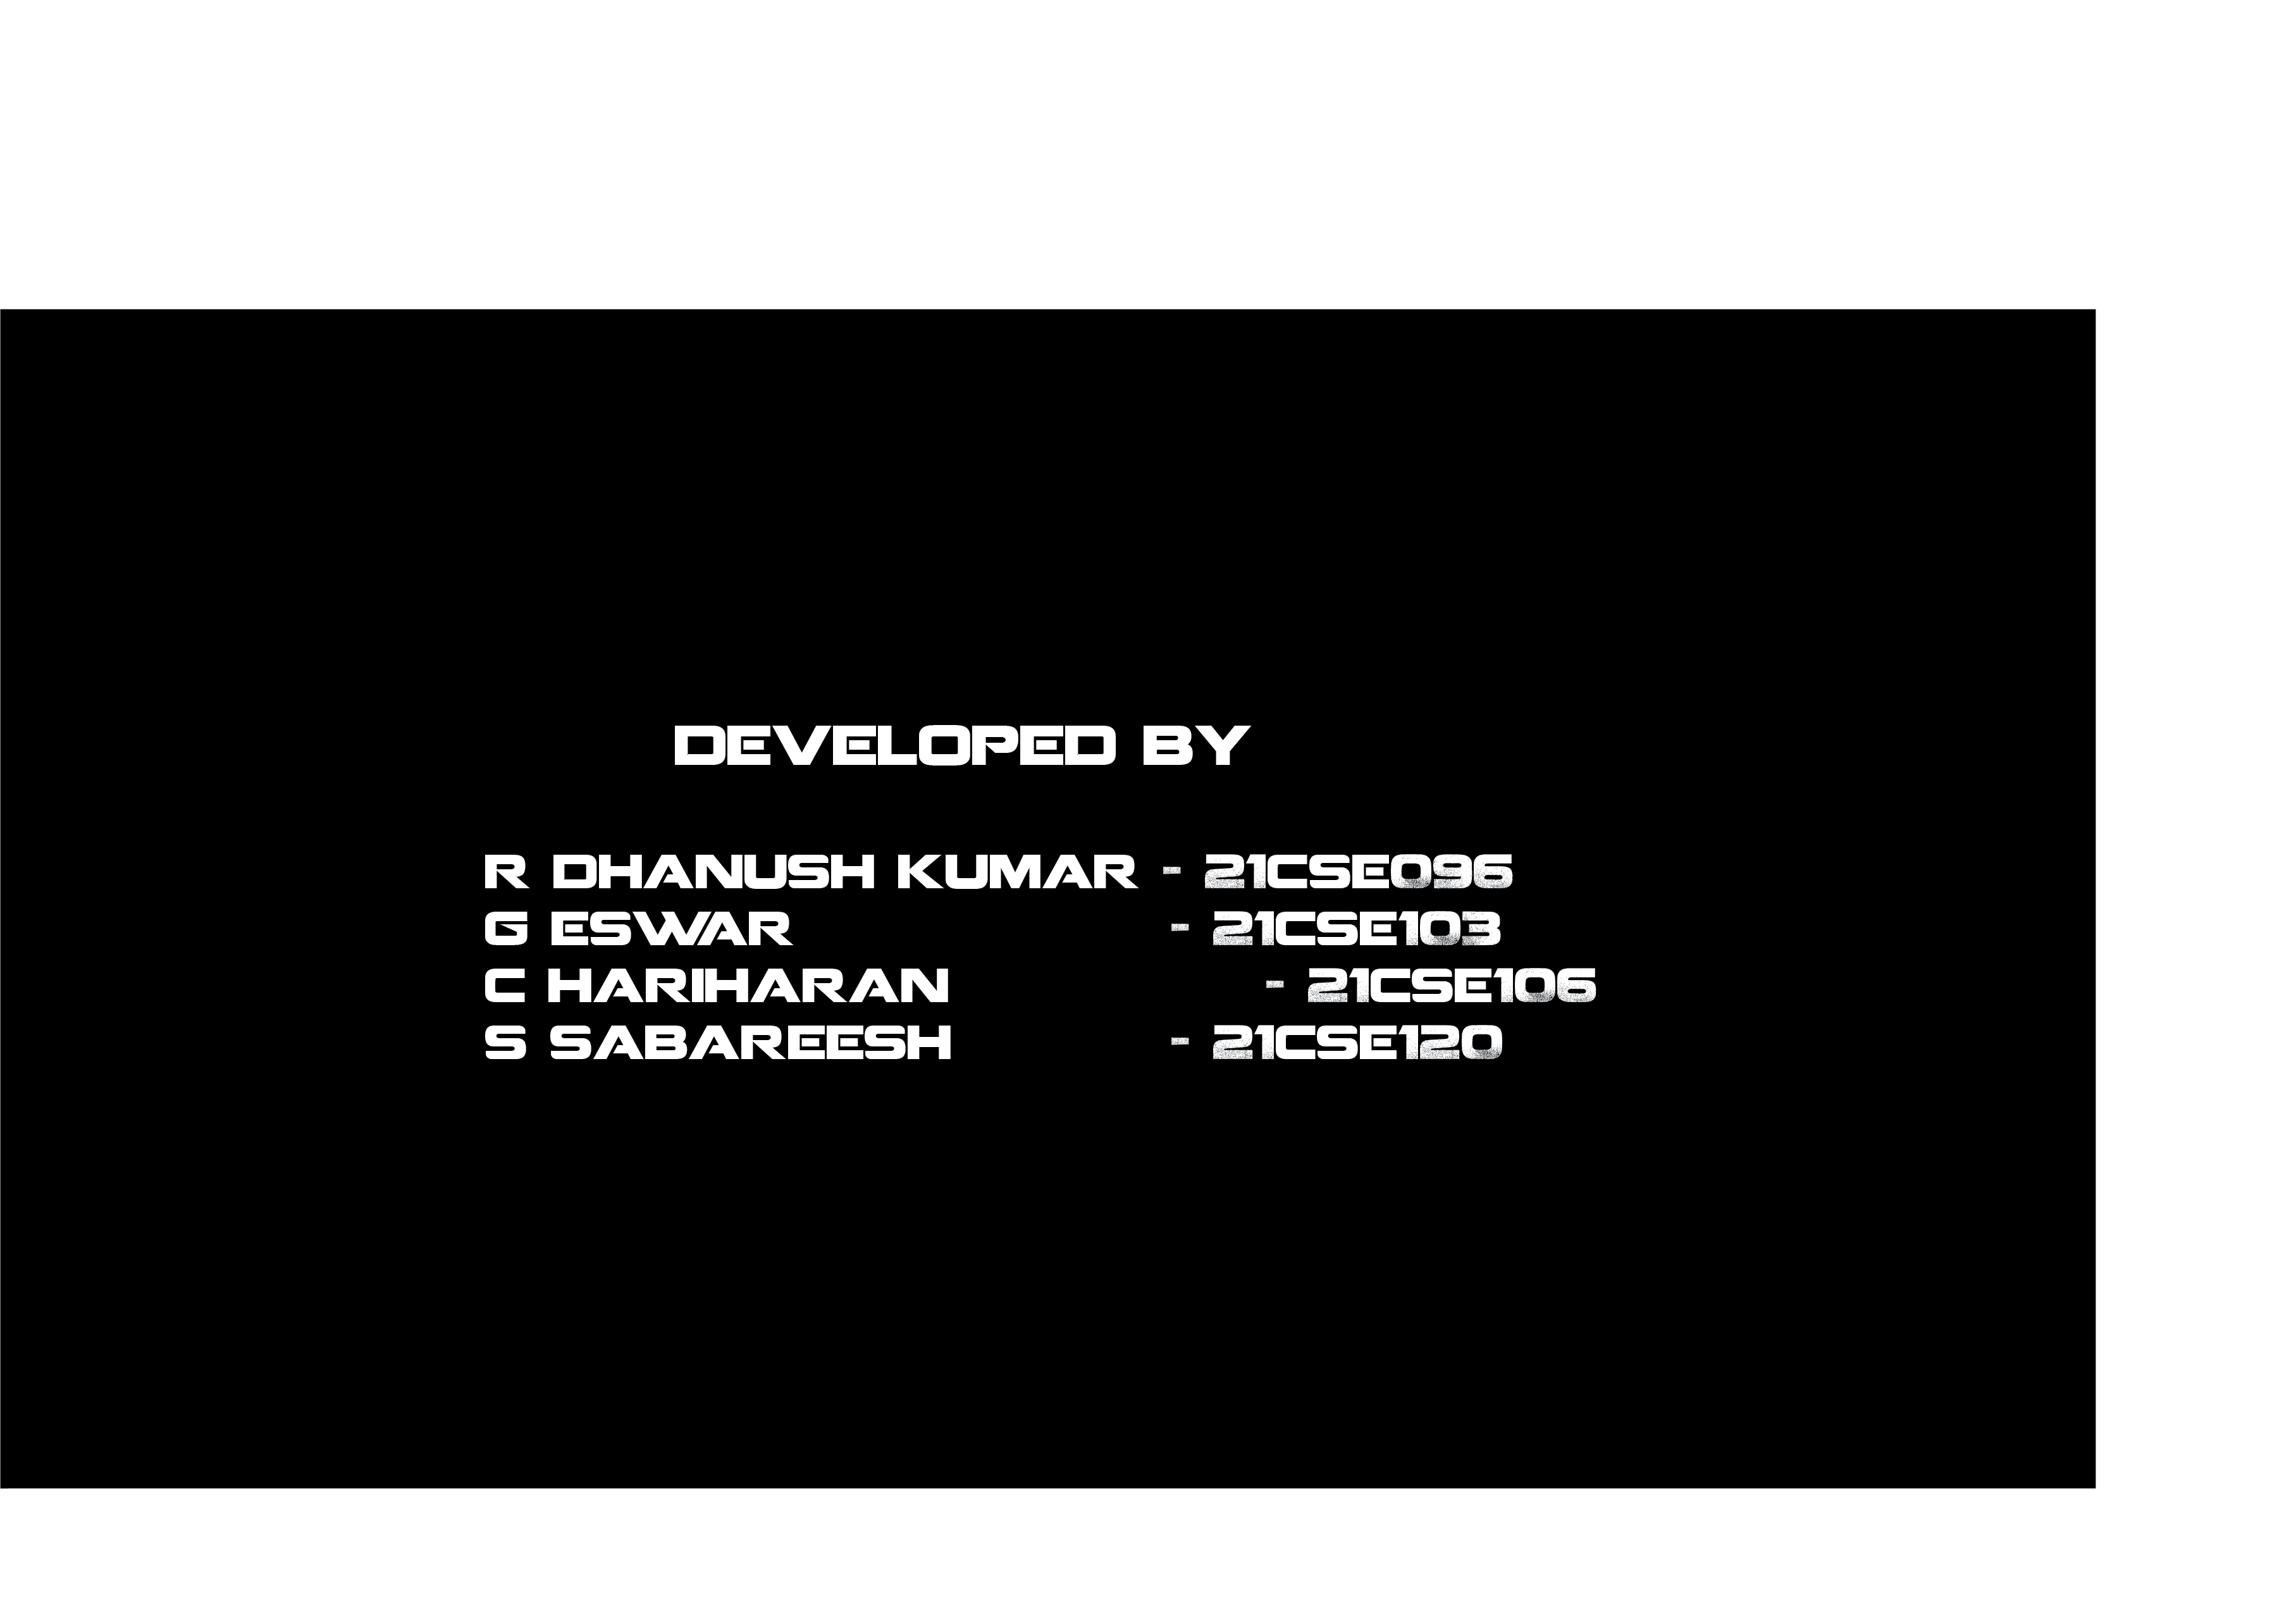 DEVELOPED BY
R DHANUSH KUMAR - 21CSE096
G ESWAR - 21CSE103
C HARIHARAN - 21CSE106
S SABAREESH - 21CSE120